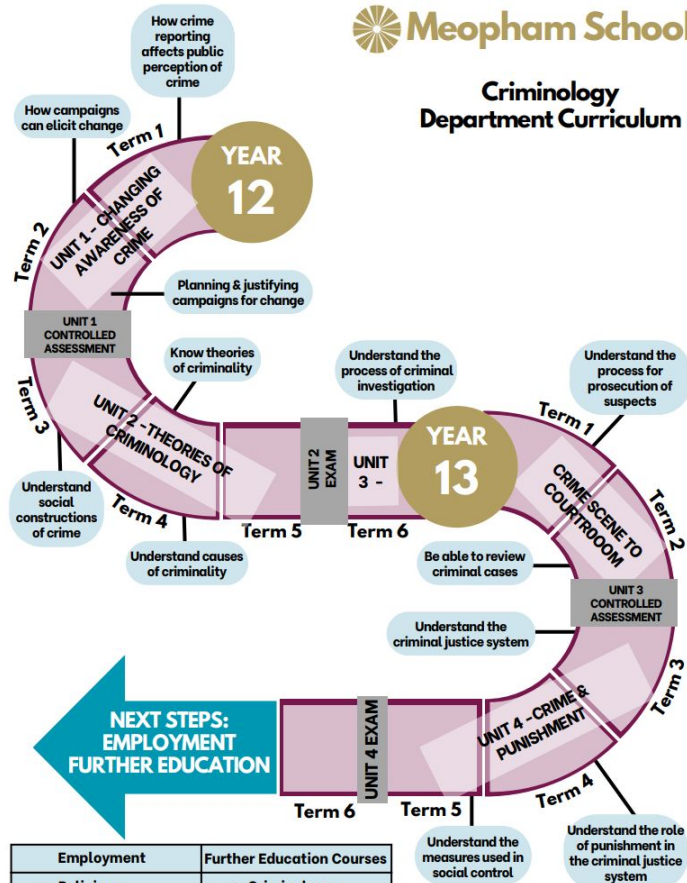 Meopham School
Criminology
Department Curriculum
How crime
reporting
affects public
perception of
crime
How campaigns
can elicit change
Term 1
YEAR
12
Term 2
UNIT 1 - CHANGING
AWARENESS OF
CRIME
Planning & justifying
campaigns for change
UNIT 1
CONTROLLED
ASSESSMENT
Know theories
of criminality
Term 3
UNIT 2 -THEORIES OF
CRIMINOLOGY
Understand
social
constructions
of crime
Term 4
Understand causes
of criminality
Term 5
UNIT 2
EXAM
Term 6
UNIT
3 -
Understand the
process of criminal
investigation
YEAR
13
Term 1
Understand the
process for
prosecution of
suspects
CRIME SCENE TO
COURTROOOM
Term 2
Be able to review
criminal cases
UNIT 3
CONTROLLED
ASSESSMENT
Understand the
criminal justice system
Term 3
UNIT 4 -CRIME &
PUNISHMENT
Term 4
Understand the role
of punishment in
the criminal justice
system
Understand the
measures used in
social control
Term 5
UNIT 4 EXAM
Term 6
NEXT STEPS:
EMPLOYMENT
FURTHER EDUCATION
Employment
Further Education Courses